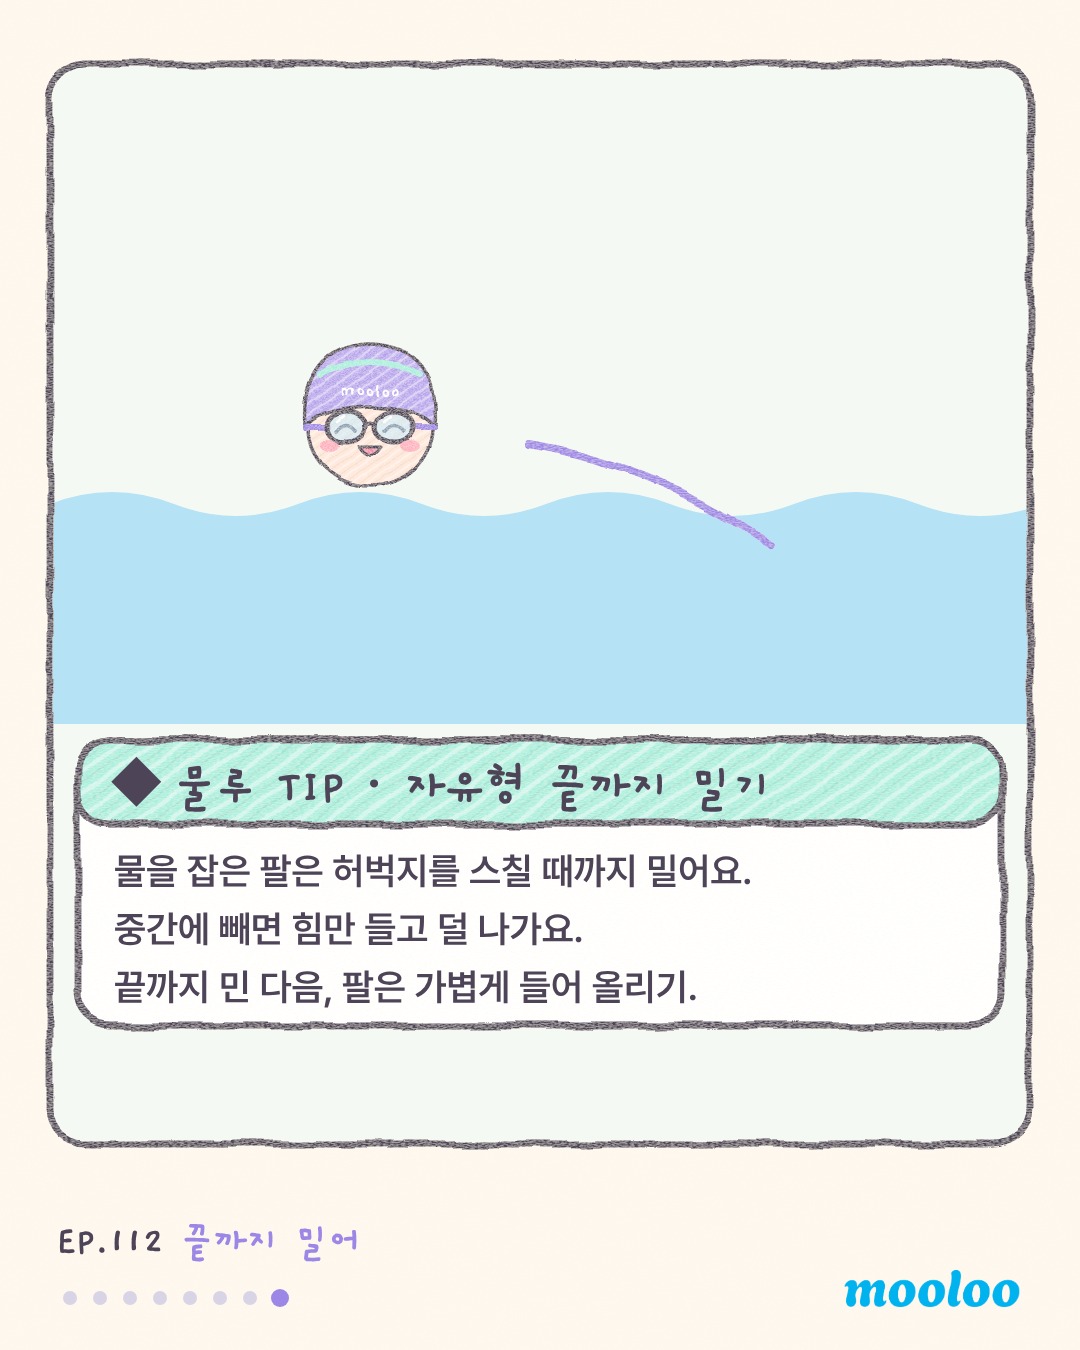 mooloo
◆ 물루 TIP · 자유형 끝까지 밀기
물을 잡은 팔은 허벅지를 스칠 때까지 밀어요.
중간에 빼면 힘만 들고 덜 나가요.
끝까지 민 다음, 팔은 가볍게 들어 올리기.
EP.112 끝까지 밀어
mooloo